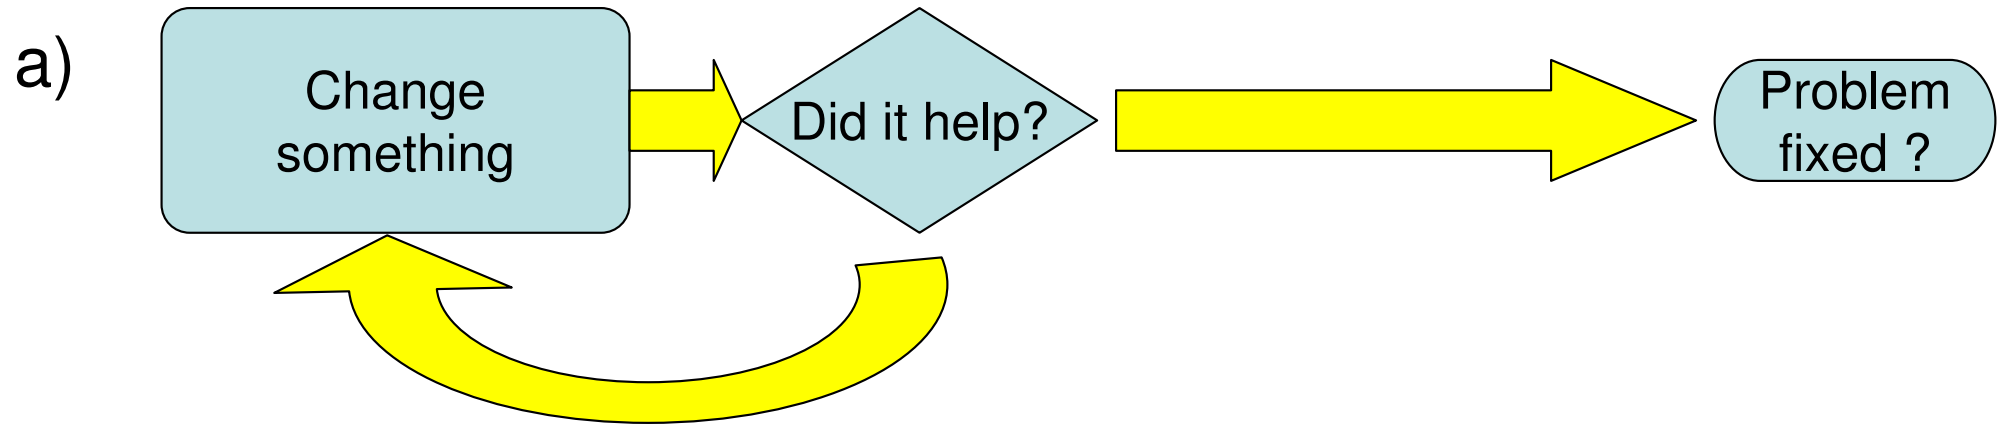 a)
Change
something
Did it help?
Problem
fixed ?